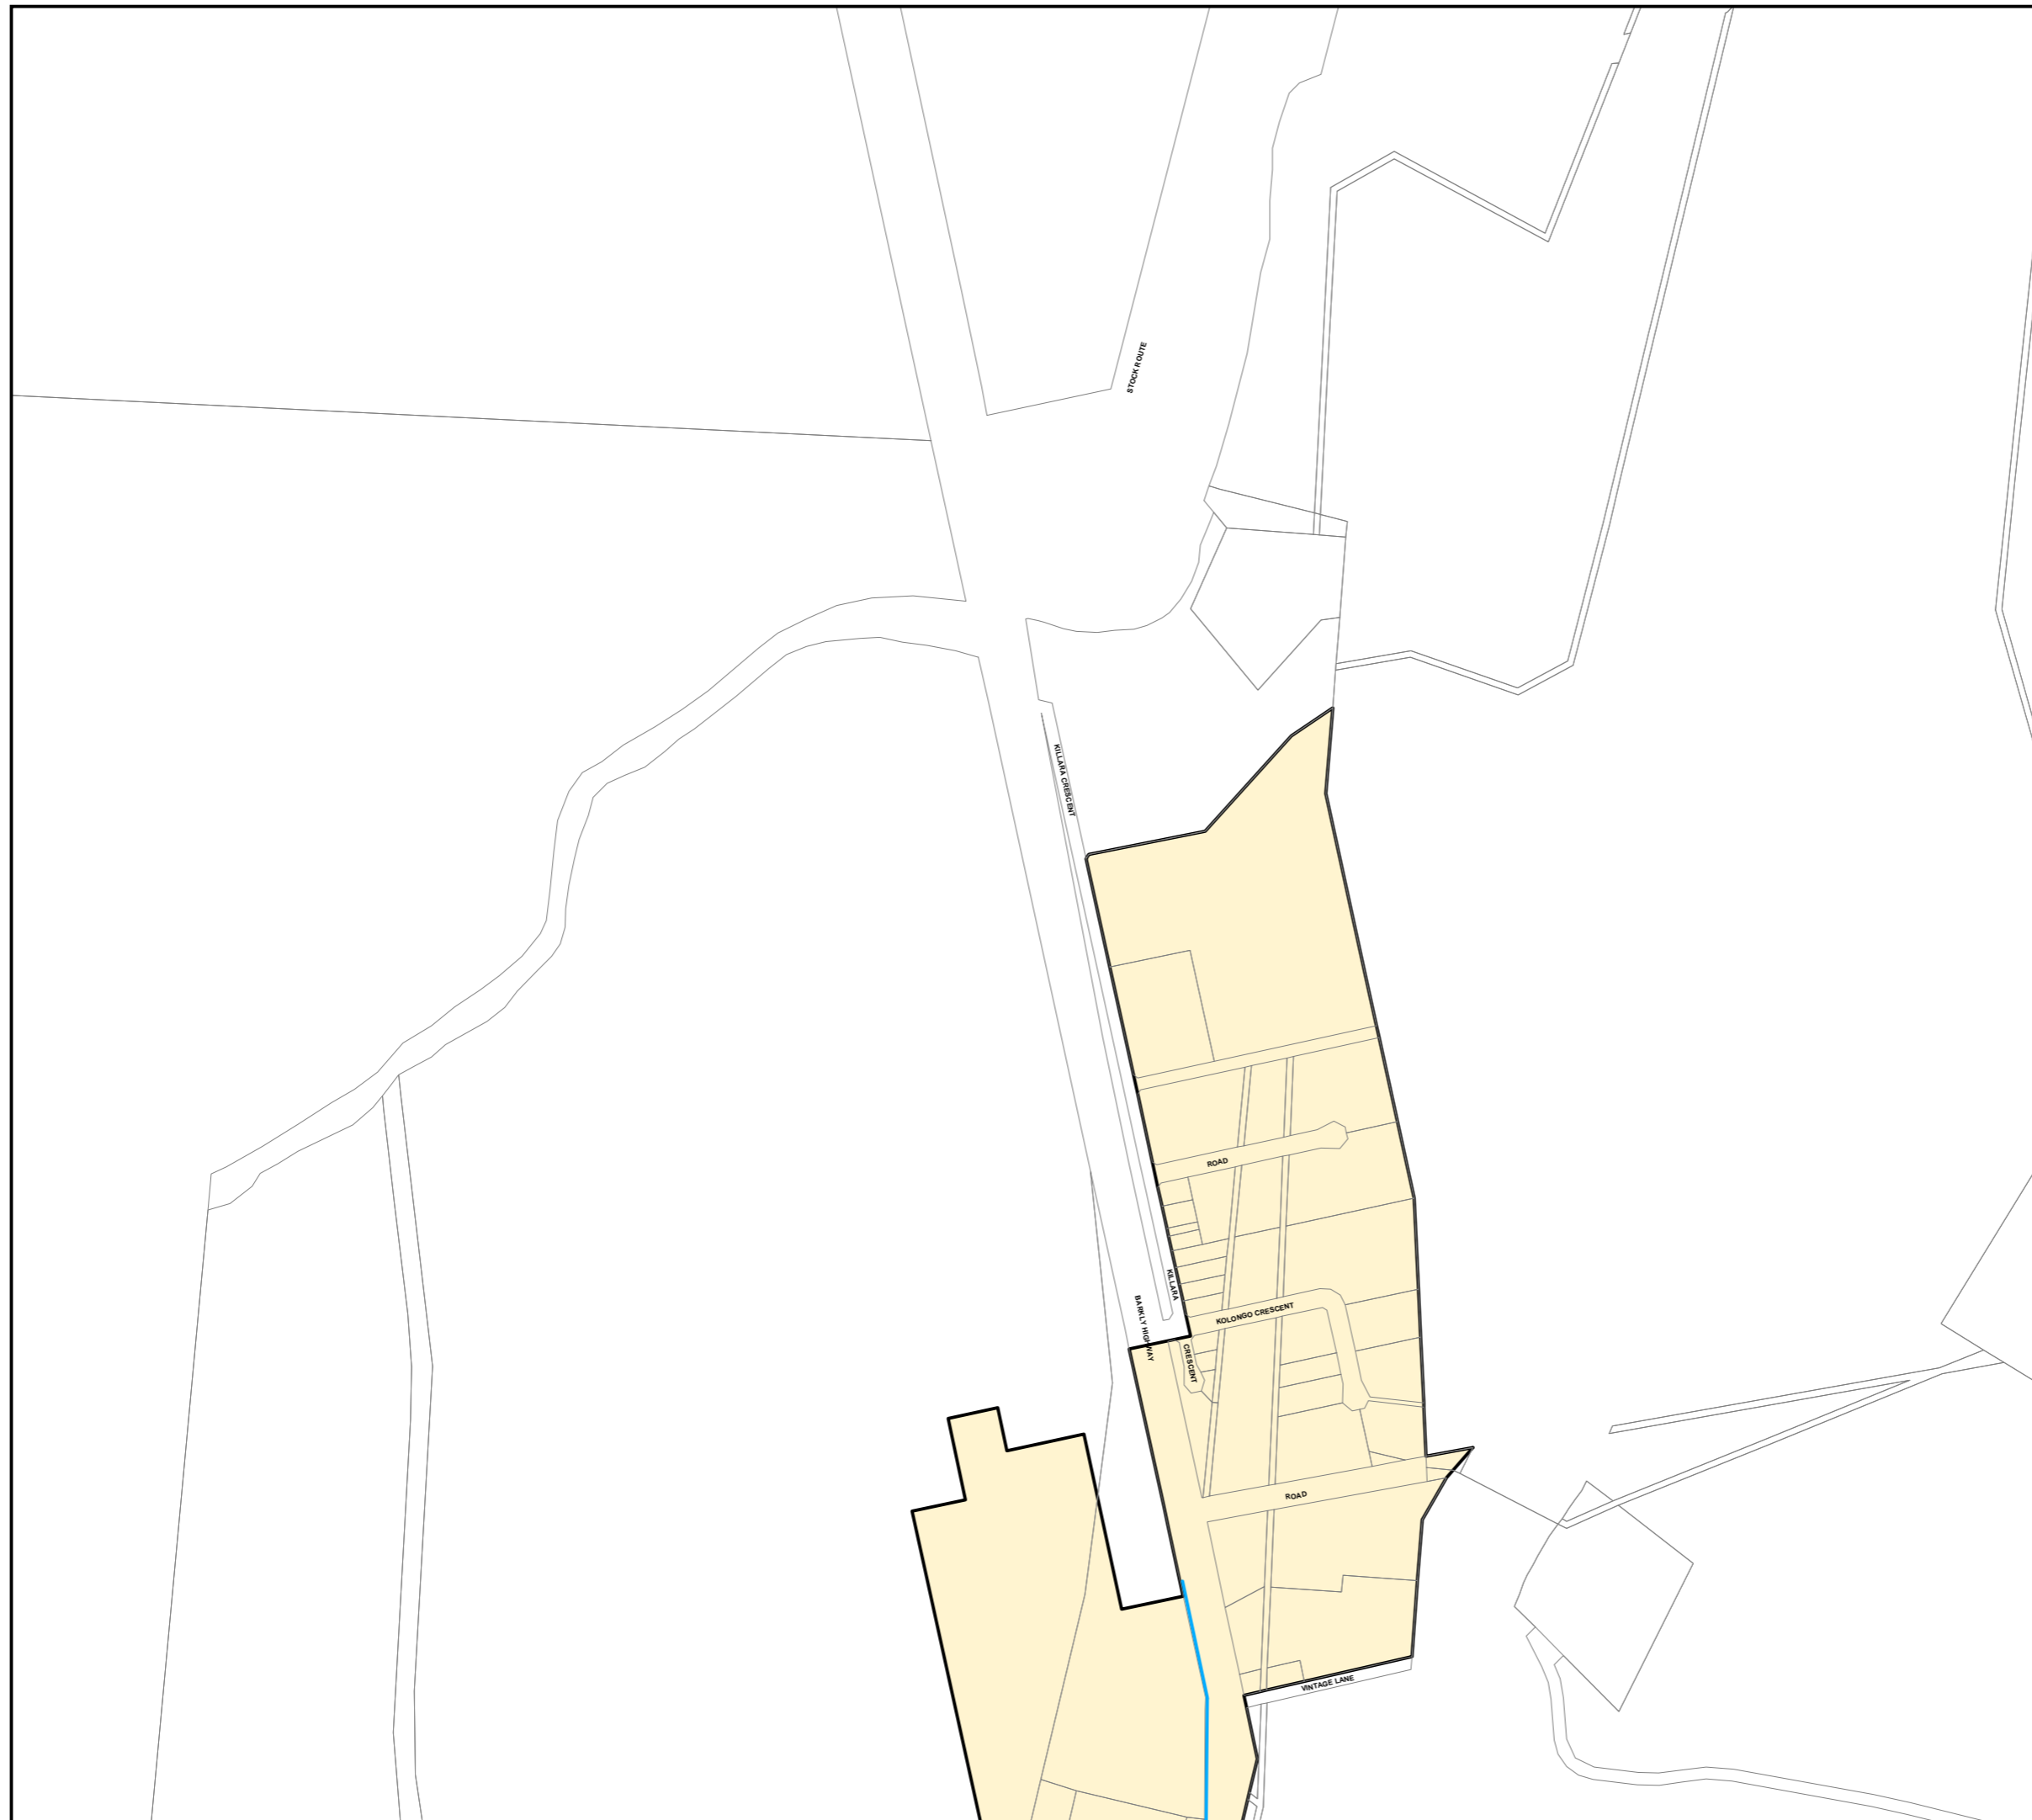 STOCK ROUTE
KILLARA CRESCENT
ROAD
KILLARA
BARKLY HIGHWAY
KOLONGO CRESCENT
CRESCENT
ROAD
VINTAGE LANE